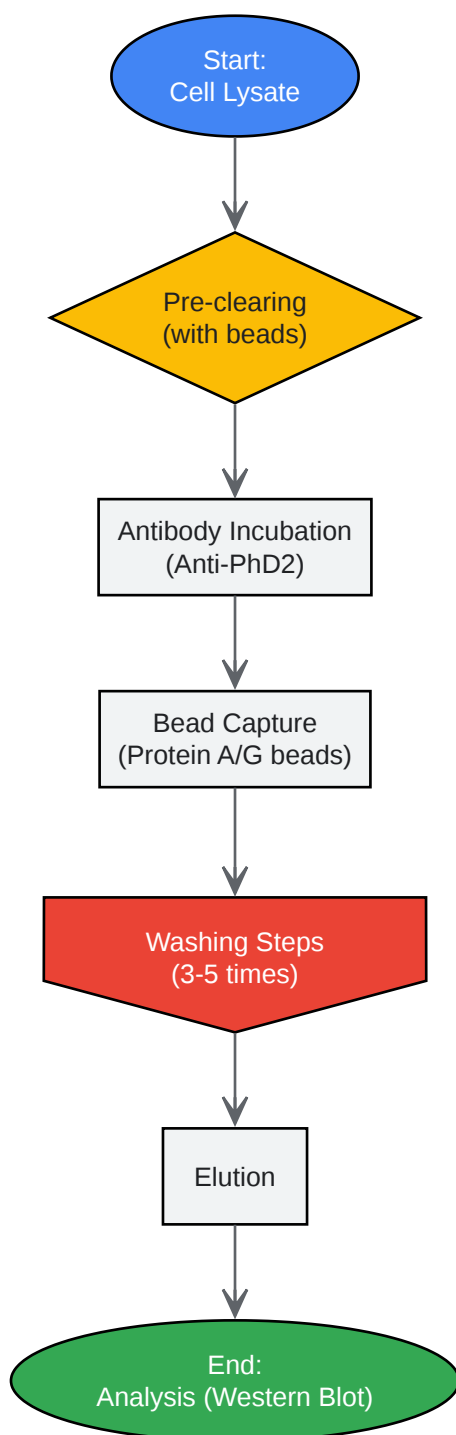 Start:
Cell Lysate
Pre-clearing
(with beads)
Antibody Incubation
(Anti-PhD2)
Bead Capture
(Protein A/G beads)
Washing Steps
(3-5 times)
Elution
End:
Analysis (Western Blot)